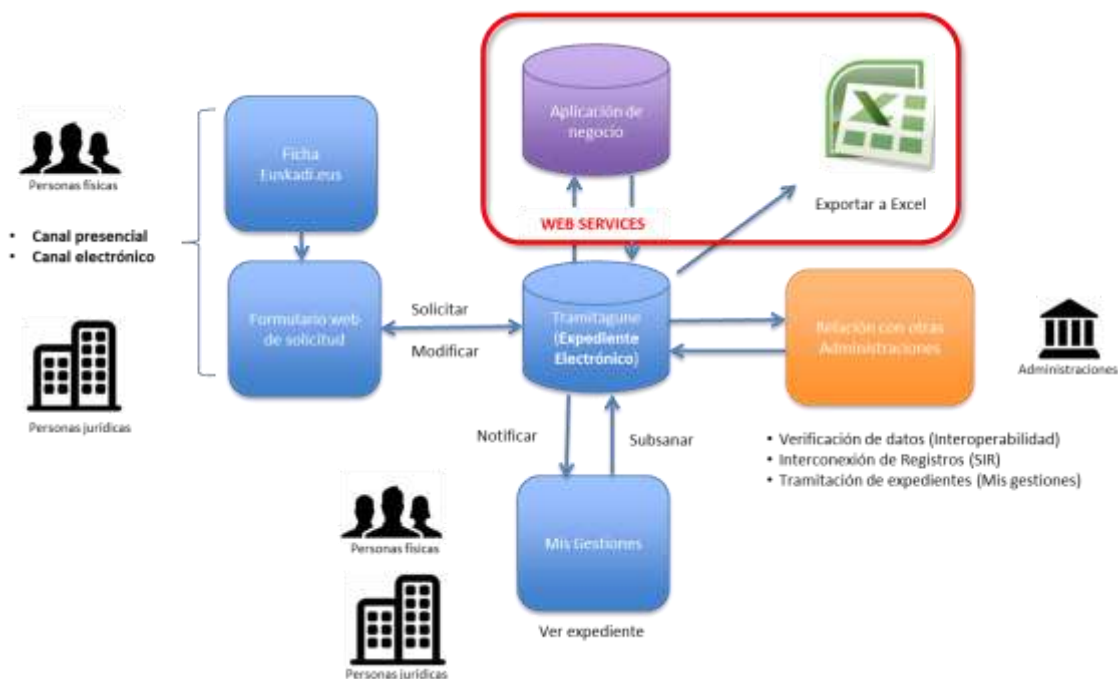 Aplicación de
negocio
Exportar a Excel
WEB SERVICES
Personas físicas
• Canal presencial
• Canal electrónico
Personas jurídicas
Ficha
Euskadi.eus
Formulario web
de solicitud
Solicitar
Modificar
Tramitagune
(Expediente
Electrónico)
Relación con otras
Administraciones
Administraciones
• Verificación de datos (Interoperabilidad)
• Interconexión de Registros (SIR)
• Tramitación de expedientes (Mis gestiones)
Notificar
Subsanar
Personas físicas
Personas jurídicas
Mis Gestiones
Ver expediente